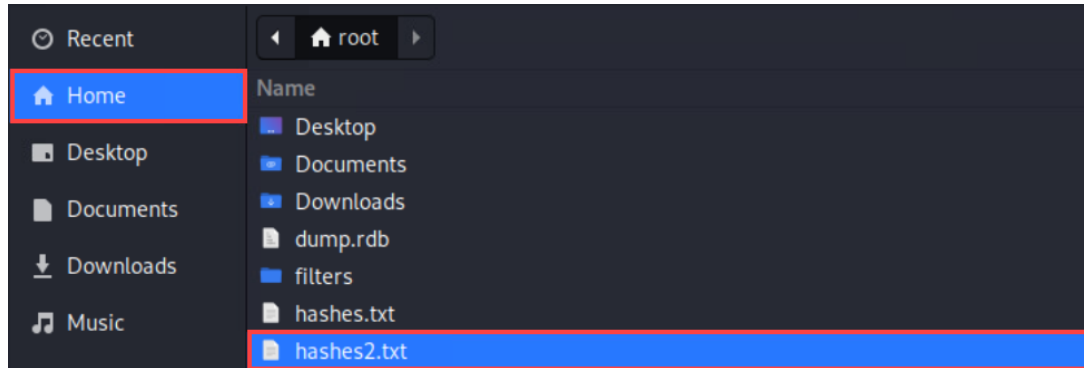 Recent
Home
Desktop
Documents
Downloads
Music
root
Name
Desktop
Documents
Downloads
dump.rdb
filters
hashes.txt
hashes2.txt